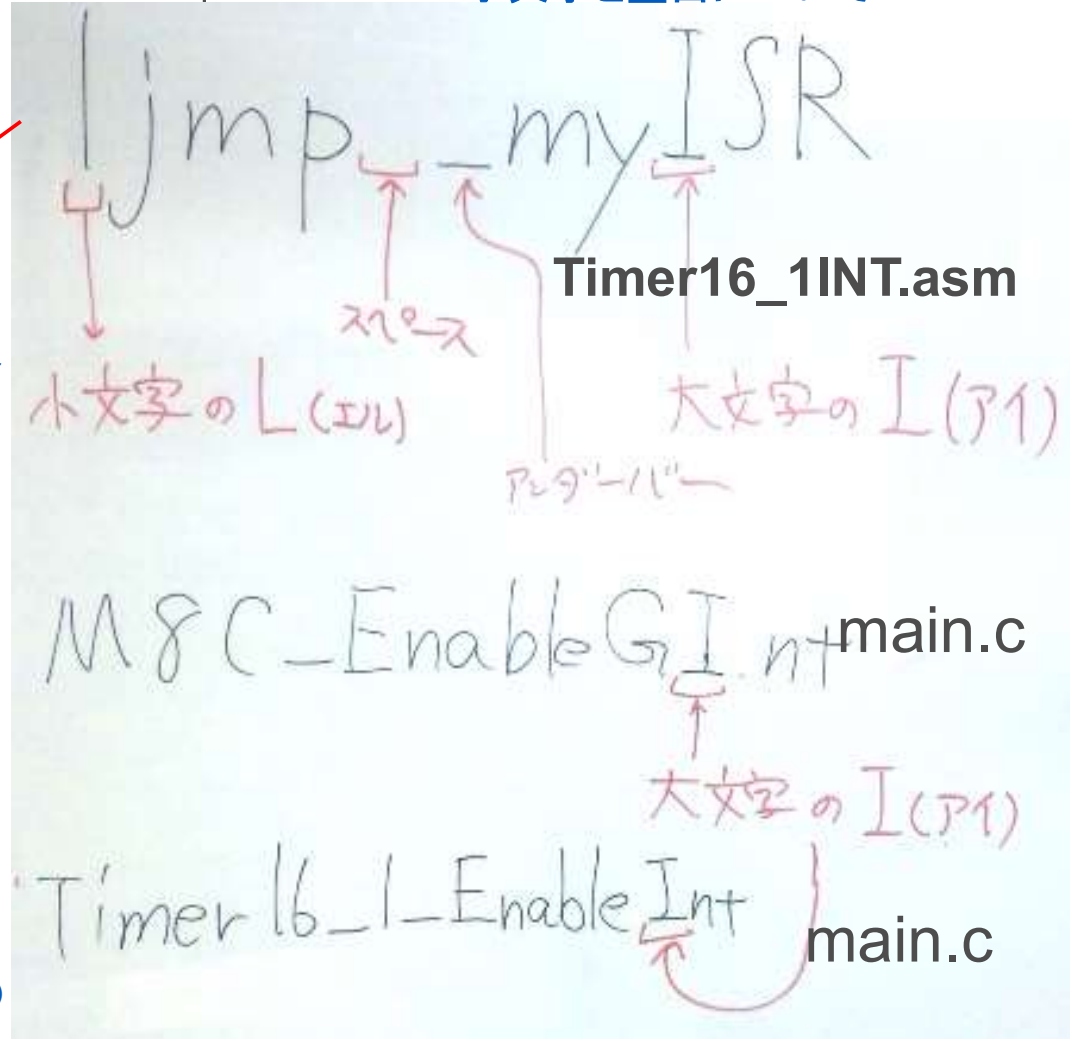 ljmp _myISR
Timer16_1INT.asm
スペース
小文字のL(エル)
大文字のI(アイ)
アンダーバー
M8C_EnableGInt
main.c
大文字のI(アイ)
Timer16_1_EnableInt
main.c